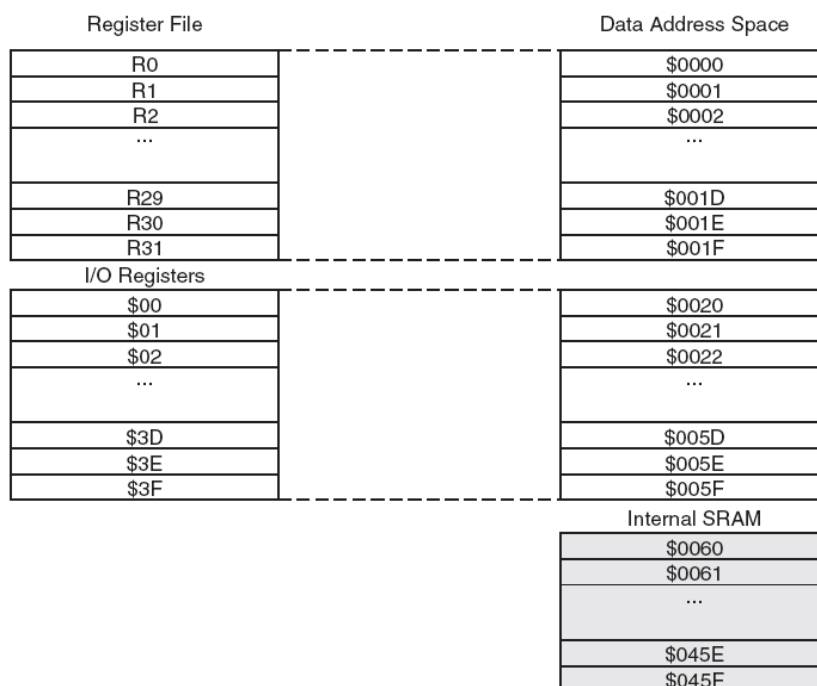 Register File Data Address Space
R0 $0000
R1 $0001
R2 $0002
... ...
R29 $001D
R30 $001E
R31 $001F
I/O Registers
$00 $0020
$01 $0021
$02 $0022
... ...
$3D $005D
$3E $005E
$3F $005F
Internal SRAM
$0060
$0061
...
$045E
$045F